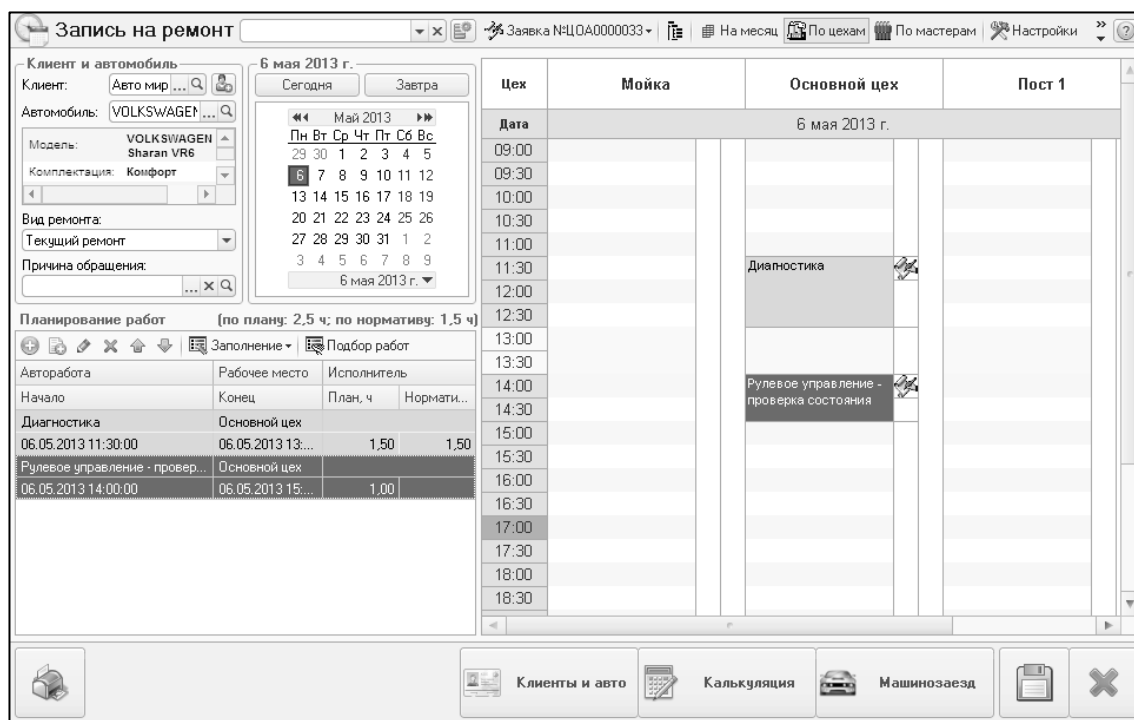 Запись на ремонт
Заявка №ЦОА0000033
На месяц
По цехам
По мастерам
Настройки
»
?
Клиент и автомобиль
Клиент: Авто мир ...
Автомобиль: VOLKSWAGEN ...
Модель: VOLKSWAGEN
Sharan VR6
Комплектация: Комфорт
Вид ремонта:
Текущий ремонт
Причина обращения:
...
6 мая 2013 г.
Сегодня Завтра
Май 2013
Пн Вт Ср Чт Пт Сб Вс
29 30 1 2 3 4 5
6 7 8 9 10 11 12
13 14 15 16 17 18 19
20 21 22 23 24 25 26
27 28 29 30 31 1 2
3 4 5 6 7 8 9
6 мая 2013 г.
Планирование работ (по плану: 2,5 ч; по нормативу: 1,5 ч)
Заполнение Подбор работ
Авторабота Рабочее место Исполнитель
Начало Конец План, ч Нормати...
Диагностика Основной цех
06.05.2013 11:30:00 06.05.2013 13:... 1,50 1,50
Рулевое управление - провер... Основной цех
06.05.2013 14:00:00 06.05.2013 15:... 1,00
Цех Мойка Основной цех Пост 1
Дата 6 мая 2013 г.
09:00
09:30
10:00
10:30
11:00
11:30 Диагностика
12:00
12:30
13:00
13:30
14:00 Рулевое управление -
проверка состояния
14:30
15:00
15:30
16:00
16:30
17:00
17:30
18:00
18:30
Клиенты и авто
Калькуляция
Машинозаезд